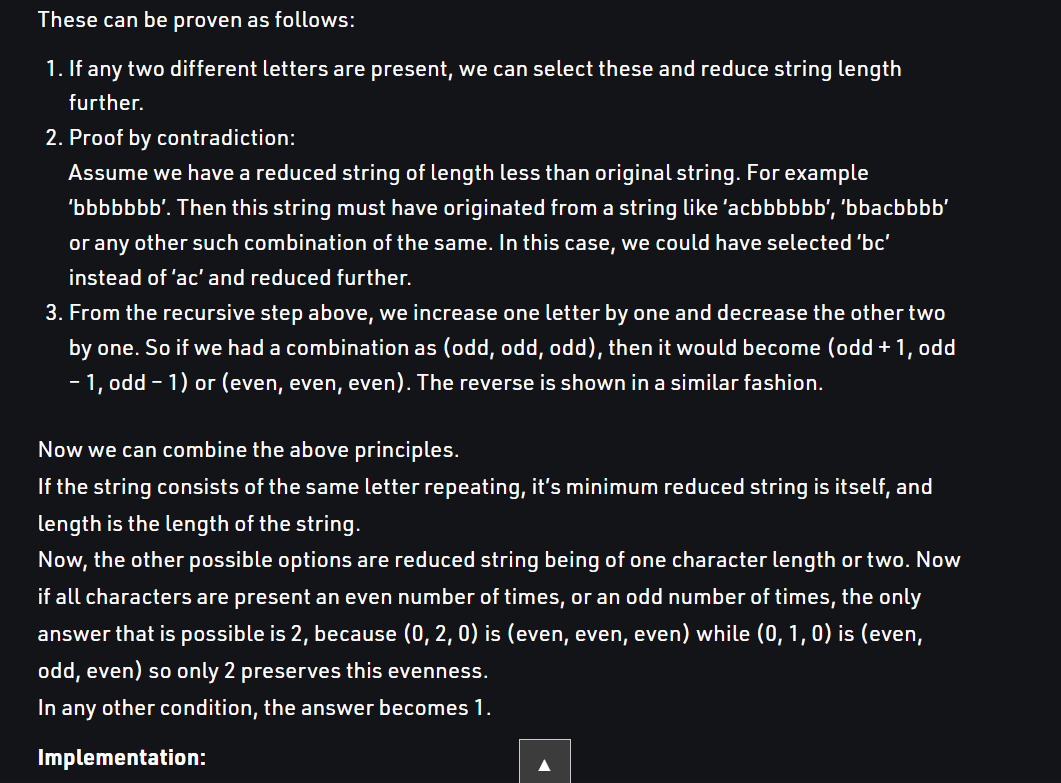 These can be proven as follows:
1. If any two different letters are present, we can select these and reduce string length
further.
2. Proof by contradiction:
Assume we have a reduced string of length less than original string. For example
‘bbbbbbb’. Then this string must have originated from a string like ‘acbbbbbb’, ‘bbacbbbb’
or any other such combination of the same. In this case, we could have selected ‘bc’
instead of ‘ac’ and reduced further.
3. From the recursive step above, we increase one letter by one and decrease the other two
by one. So if we had a combination as (odd, odd, odd), then it would become (odd + 1, odd
– 1, odd – 1) or (even, even, even). The reverse is shown in a similar fashion.
Now we can combine the above principles.
If the string consists of the same letter repeating, it’s minimum reduced string is itself, and
length is the length of the string.
Now, the other possible options are reduced string being of one character length or two. Now
if all characters are present an even number of times, or an odd number of times, the only
answer that is possible is 2, because (0, 2, 0) is (even, even, even) while (0, 1, 0) is (even,
odd, even) so only 2 preserves this evenness.
In any other condition, the answer becomes 1.
Implementation:
▲